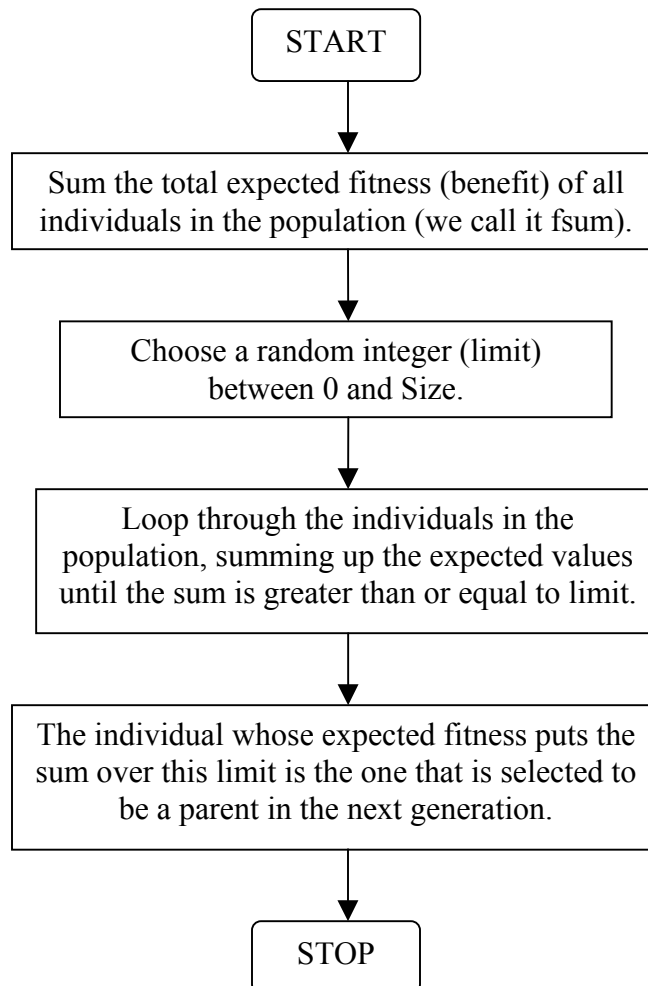 START
Sum the total expected fitness (benefit) of all
individuals in the population (we call it fsum).
Choose a random integer (limit)
between 0 and Size.
Loop through the individuals in the
population, summing up the expected values
until the sum is greater than or equal to limit.
The individual whose expected fitness puts the
sum over this limit is the one that is selected to
be a parent in the next generation.
STOP